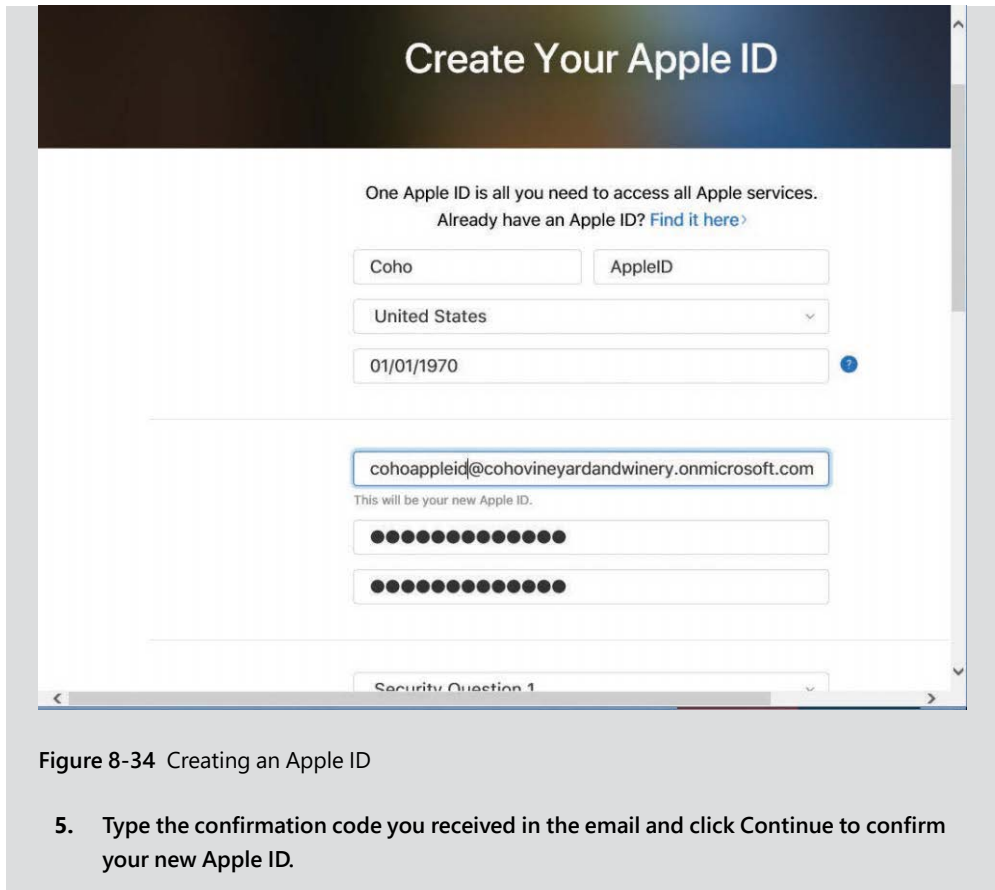 Create Your Apple ID
One Apple ID is all you need to access all Apple services.
Already have an Apple ID? Find it here>
Coho AppleID
United States
01/01/1970
?
cohoappleid@cohovineyardandwinery.onmicrosoft.com
This will be your new Apple ID.
●●●●●●●●●●●●●
●●●●●●●●●●●●●
Security Question 1
Figure 8-34 Creating an Apple ID
5. Type the confirmation code you received in the email and click Continue to confirm
your new Apple ID.